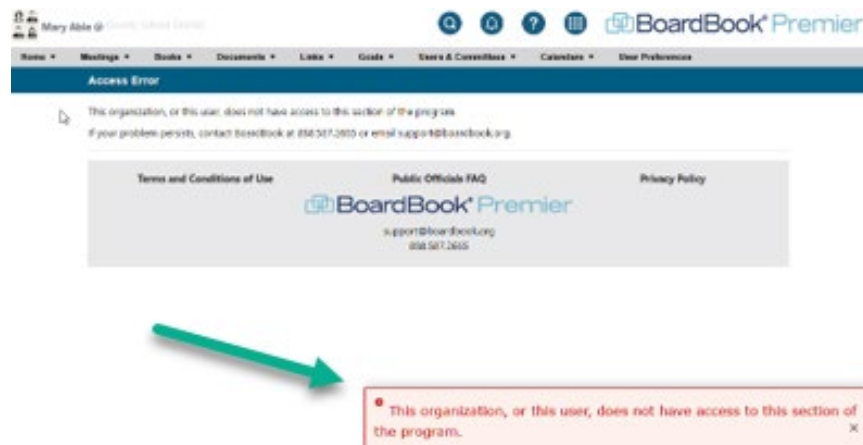 Mary Able @
BoardBook® Premier
Home Meetings Books Documents Links Goals Users & Committees Calendars User Preferences
Access Error
This organization, or this user, does not have access to this section of the program
If your problem persists, contact BoardBook at 888.587.2665 or email support@boardbook.org
Terms and Conditions of Use Public Officials FAQ Privacy Policy
BoardBook® Premier
support@boardbook.org
888.587.2665
This organization, or this user, does not have access to this section of
the program.